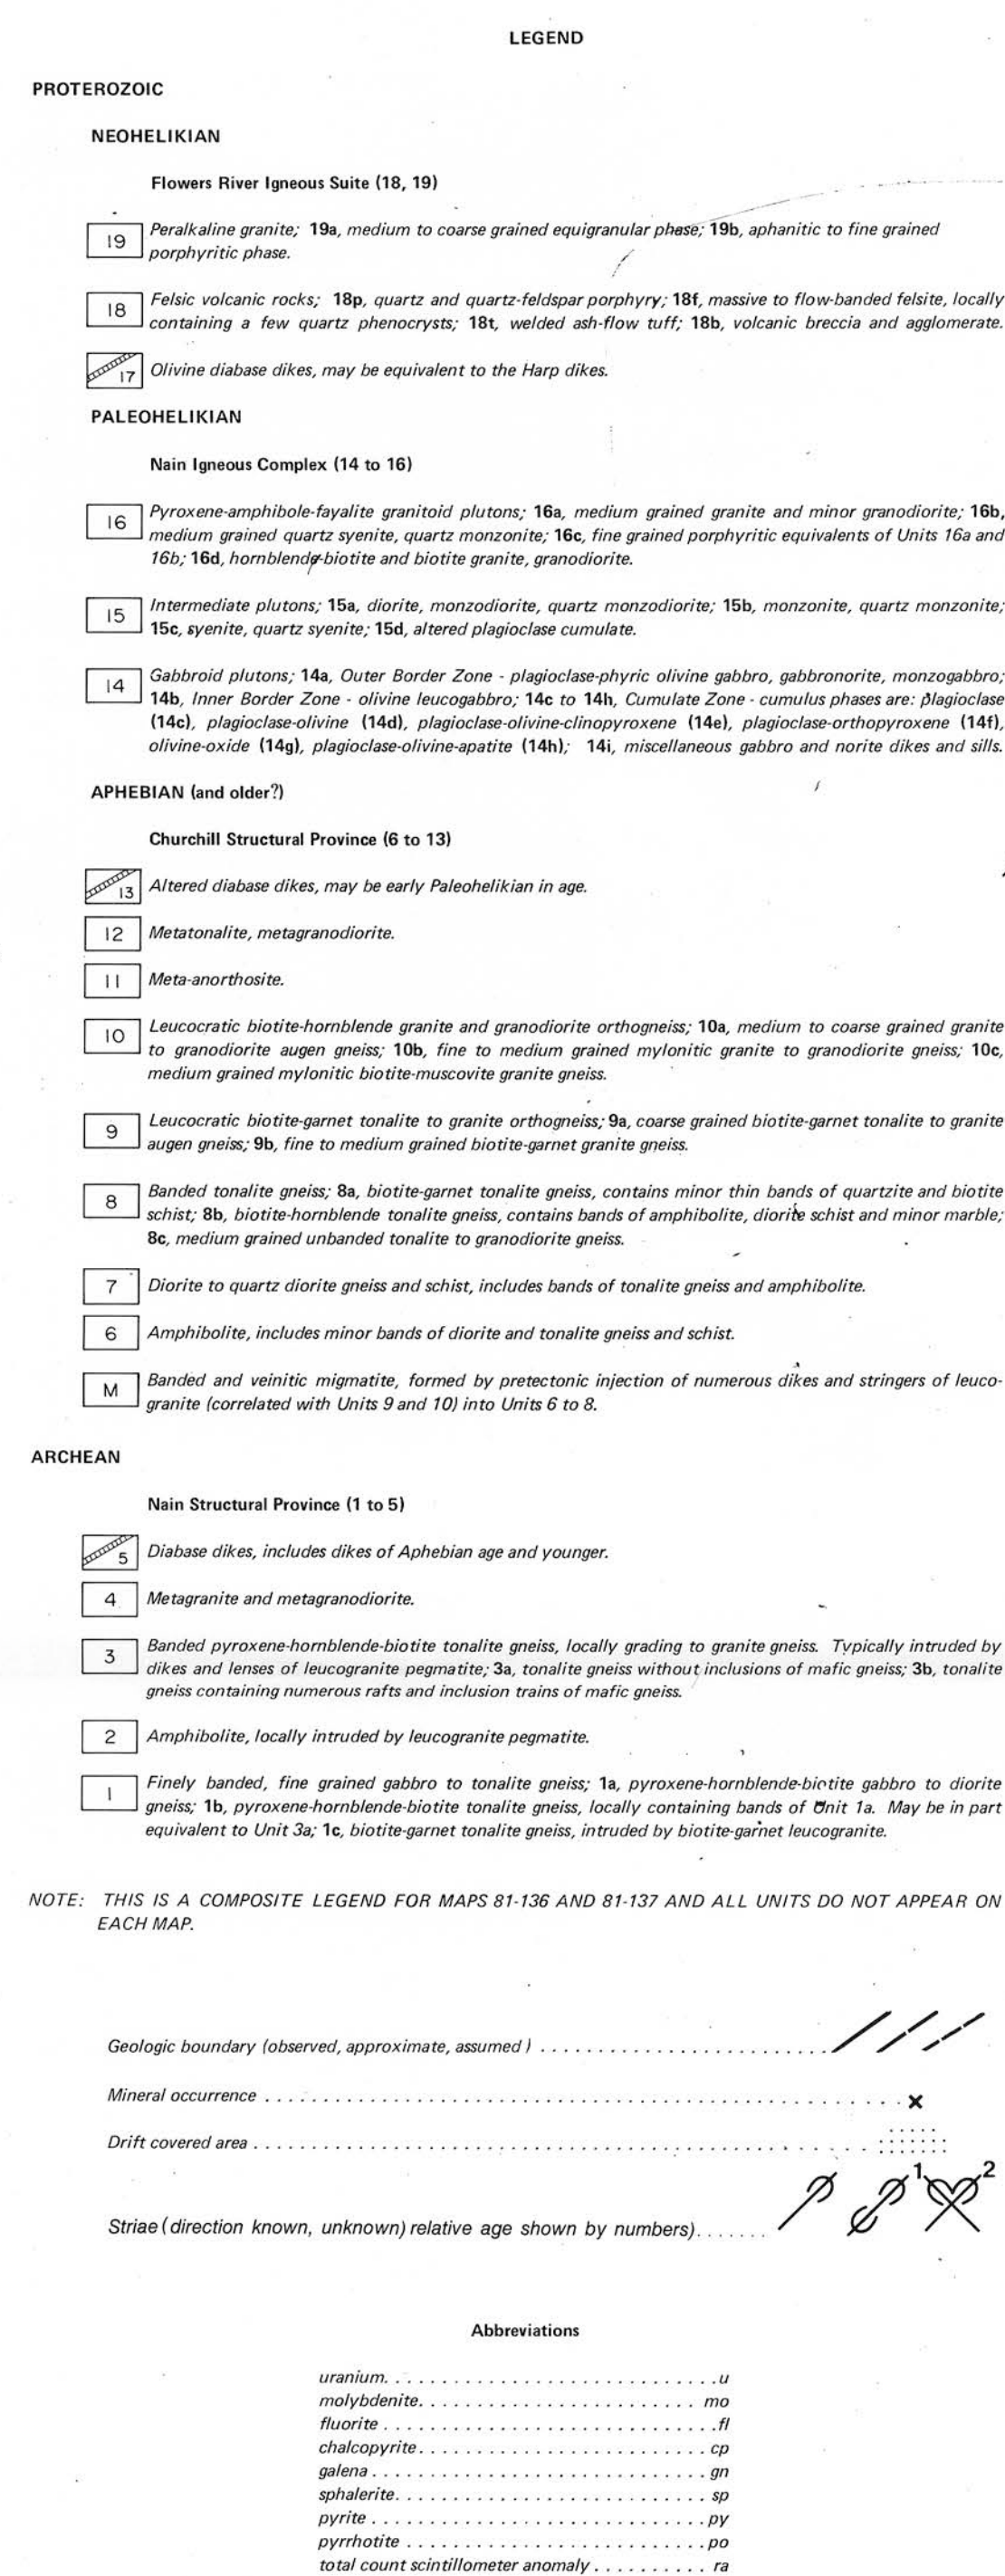 LEGEND
PROTEROZOIC
NEOHELIKIAN
Flowers River Igneous Suite (18, 19)
19 Peralkaline granite; 19a, medium to coarse grained equigranular phase; 19b, aphanitic to fine grained
porphyritic phase.
18 Felsic volcanic rocks; 18p, quartz and quartz-feldspar porphyry; 18f, massive to flow-banded felsite, locally
containing a few quartz phenocrysts; 18t, welded ash-flow tuff; 18b, volcanic breccia and agglomerate.
17 Olivine diabase dikes, may be equivalent to the Harp dikes.
PALEOHELIKIAN
Nain Igneous Complex (14 to 16)
16 Pyroxene-amphibole-fayalite granitoid plutons; 16a, medium grained granite and minor granodiorite; 16b,
medium grained quartz syenite, quartz monzonite; 16c, fine grained porphyritic equivalents of Units 16a and
16b; 16d, hornblende-biotite and biotite granite, granodiorite.
15 Intermediate plutons; 15a, diorite, monzodiorite, quartz monzodiorite; 15b, monzonite, quartz monzonite;
15c, syenite, quartz syenite; 15d, altered plagioclase cumulate.
14 Gabbroid plutons; 14a, Outer Border Zone - plagioclase-phyric olivine gabbro, gabbronorite, monzogabbro;
14b, Inner Border Zone - olivine leucogabbro; 14c to 14h, Cumulate Zone - cumulus phases are: plagioclase
(14c), plagioclase-olivine (14d), plagioclase-olivine-clinopyroxene (14e), plagioclase-orthopyroxene (14f),
olivine-oxide (14g), plagioclase-olivine-apatite (14h); 14i, miscellaneous gabbro and norite dikes and sills.
APHEBIAN (and older?)
Churchill Structural Province (6 to 13)
13 Altered diabase dikes, may be early Paleohelikian in age.
12 Metatonalite, metagranodiorite.
11 Meta-anorthosite.
10 Leucocratic biotite-hornblende granite and granodiorite orthogneiss; 10a, medium to coarse grained granite
to granodiorite augen gneiss; 10b, fine to medium grained mylonitic granite to granodiorite gneiss; 10c,
medium grained mylonitic biotite-muscovite granite gneiss.
9 Leucocratic biotite-garnet tonalite to granite orthogneiss; 9a, coarse grained biotite-garnet tonalite to granite
augen gneiss; 9b, fine to medium grained biotite-garnet granite gneiss.
8 Banded tonalite gneiss; 8a, biotite-garnet tonalite gneiss, contains minor thin bands of quartzite and biotite
schist; 8b, biotite-hornblende tonalite gneiss, contains bands of amphibolite, diorite schist and minor marble;
8c, medium grained unbanded tonalite to granodiorite gneiss.
7 Diorite to quartz diorite gneiss and schist, includes bands of tonalite gneiss and amphibolite.
6 Amphibolite, includes minor bands of diorite and tonalite gneiss and schist.
M Banded and veinitic migmatite, formed by pretectonic injection of numerous dikes and stringers of leuco-
granite (correlated with Units 9 and 10) into Units 6 to 8.
ARCHEAN
Nain Structural Province (1 to 5)
5 Diabase dikes, includes dikes of Aphebian age and younger.
4 Metagranite and metagranodiorite.
3 Banded pyroxene-hornblende-biotite tonalite gneiss, locally grading to granite gneiss. Typically intruded by
dikes and lenses of leucogranite pegmatite; 3a, tonalite gneiss without inclusions of mafic gneiss; 3b, tonalite
gneiss containing numerous rafts and inclusion trains of mafic gneiss.
2 Amphibolite, locally intruded by leucogranite pegmatite.
1 Finely banded, fine grained gabbro to tonalite gneiss; 1a, pyroxene-hornblende-biotite gabbro to diorite
gneiss; 1b, pyroxene-hornblende-biotite tonalite gneiss, locally containing bands of Unit 1a. May be in part
equivalent to Unit 3a; 1c, biotite-garnet tonalite gneiss, intruded by biotite-garnet leucogranite.
NOTE: THIS IS A COMPOSITE LEGEND FOR MAPS 81-136 AND 81-137 AND ALL UNITS DO NOT APPEAR ON
EACH MAP.
Geologic boundary (observed, approximate, assumed ) . . . . . . . . . .
Mineral occurrence . . . . . . . . . . x
Drift covered area . . . . . . . . . .
Striae (direction known, unknown) relative age shown by numbers). . . . . . . 1 2
Abbreviations
uranium. . . . . . . . . . u
molybdenite. . . . . . . . . . mo
fluorite . . . . . . . . . . fl
chalcopyrite. . . . . . . . . . cp
galena . . . . . . . . . . gn
sphalerite. . . . . . . . . . sp
pyrite . . . . . . . . . . py
pyrrhotite . . . . . . . . . . po
total count scintillometer anomaly . . . . . . . . . . ra